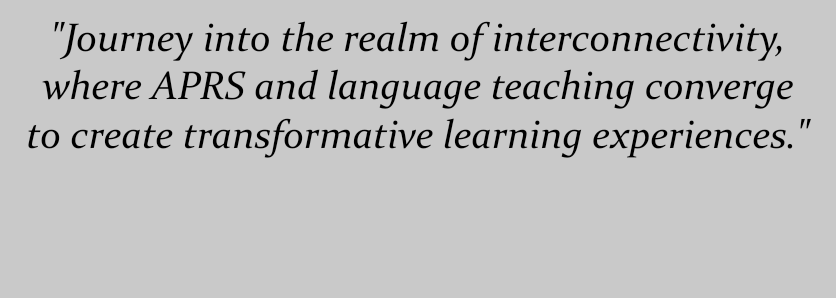 "Journey into the realm of interconnectivity,
where APRS and language teaching converge
to create transformative learning experiences."